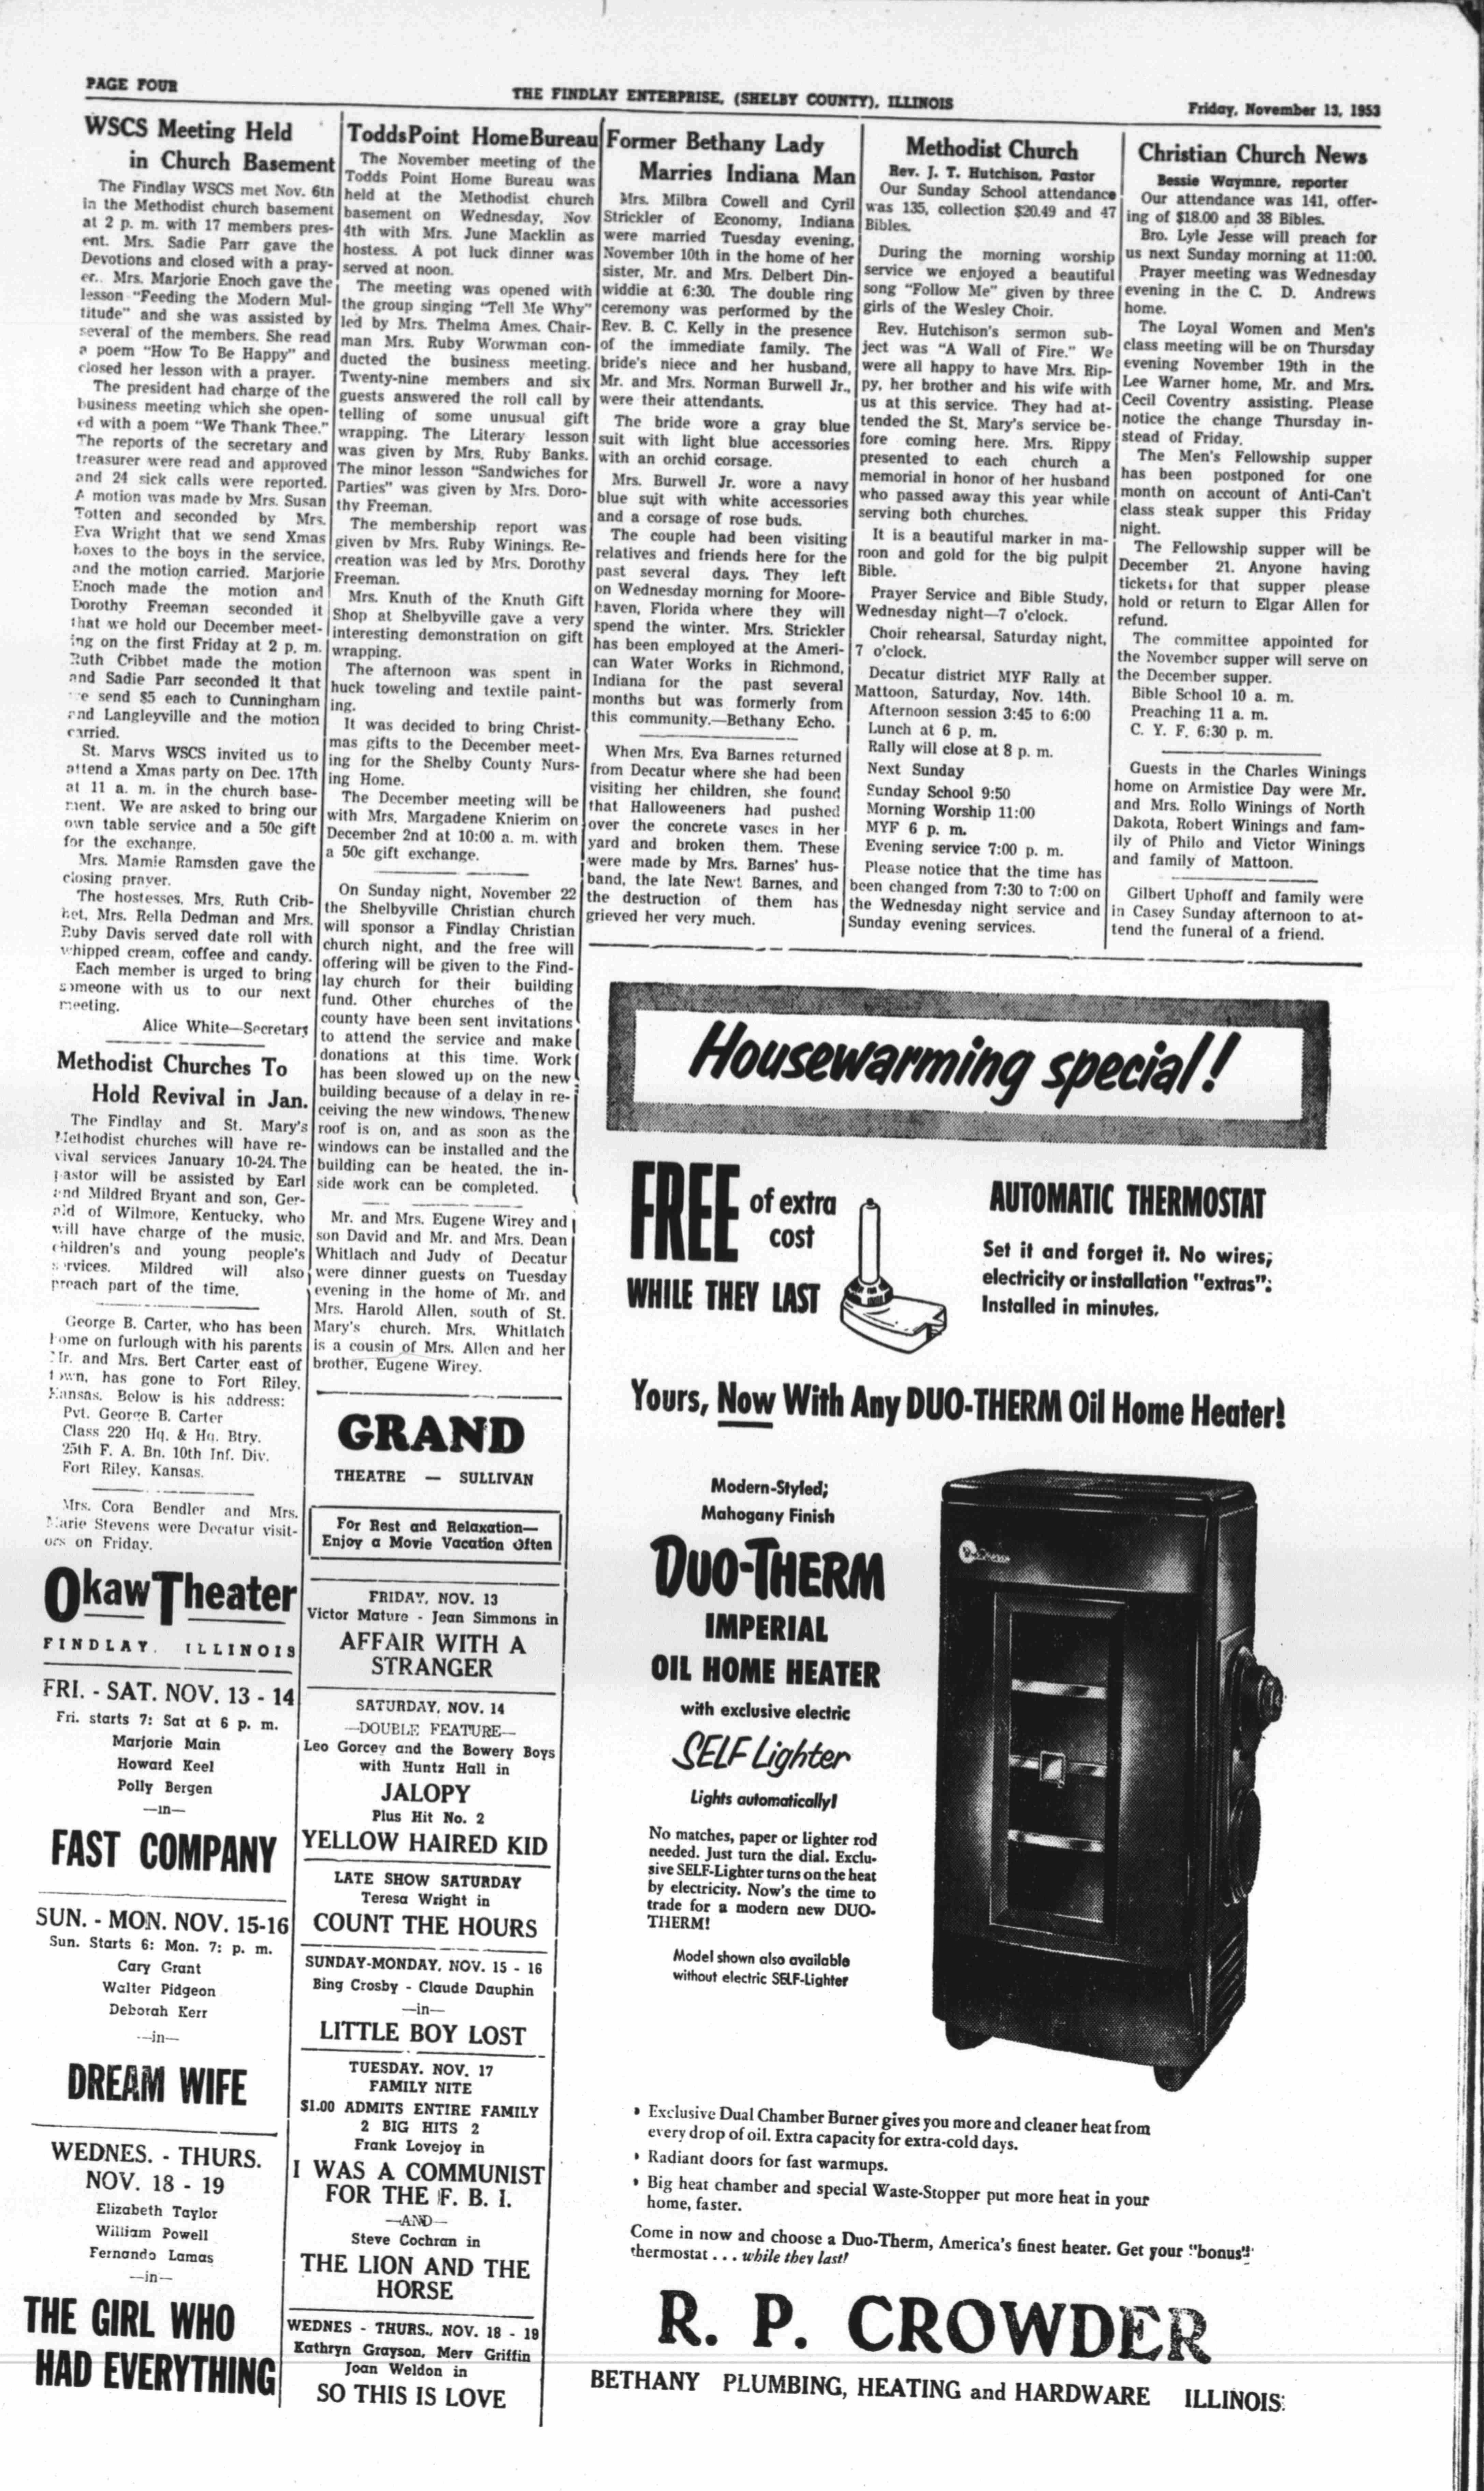 PAGE FOUR
THE FINDLAY ENTERPRISE, (SHELBY COUNTY), ILLINOIS
Friday, November 13, 1953
WSCS Meeting Held
in Church Basement
The Findlay WSCS met Nov. 6th
in the Methodist church basement
at 2 p. m. with 17 members pres-
ent. Mrs. Sadie Parr gave the
Devotions and closed with a pray-
er.. Mrs. Marjorie Enoch gave the
lesson "Feeding the Modern Mul-
titude" and she was assisted by
several of the members. She read
a poem "How To Be Happy" and
closed her lesson with a prayer.
The president had charge of the
business meeting which she open-
ed with a poem "We Thank Thee."
The reports of the secretary and
treasurer were read and approved
and 24 sick calls were reported.
A motion was made by Mrs. Susan
Totten and seconded by Mrs.
Eva Wright that we send Xmas
boxes to the boys in the service,
and the motion carried. Marjorie
Enoch made the motion and
Dorothy Freeman seconded it
that we hold our December meet-
ing on the first Friday at 2 p. m.
Ruth Cribbet made the motion
and Sadie Parr seconded It that
we send $5 each to Cunningham
and Langleyville and the motion
carried.
St. Marys WSCS invited us to
attend a Xmas party on Dec. 17th
at 11 a. m. in the church base-
ment. We are asked to bring our
own table service and a 50c gift
for the exchange.
Mrs. Mamie Ramsden gave the
closing prayer.
The hostesses, Mrs. Ruth Crib-
bet, Mrs. Rella Dedman and Mrs.
Ruby Davis served date roll with
whipped cream, coffee and candy.
Each member is urged to bring
someone with us to our next
meeting.
Alice White—Secretary
Methodist Churches To
Hold Revival in Jan.
The Findlay and St. Mary's
Methodist churches will have re-
vival services January 10-24. The
pastor will be assisted by Earl
and Mildred Bryant and son, Ger-
ald of Wilmore, Kentucky, who
will have charge of the music,
children's and young people's
services. Mildred will also
preach part of the time.
George B. Carter, who has been
home on furlough with his parents
Mr. and Mrs. Bert Carter east of
town, has gone to Fort Riley,
Kansas. Below is his address:
Pvt. George B. Carter
Class 220 Hq. & Hq. Btry.
25th F. A. Bn. 10th Inf. Div.
Fort Riley, Kansas.
Mrs. Cora Bendler and Mrs.
Marie Stevens were Decatur visit-
ors on Friday.
Okaw Theater
FINDLAY, ILLINOIS
FRI. - SAT. NOV. 13 - 14
Fri. starts 7: Sat at 6 p. m.
Marjorie Main
Howard Keel
Polly Bergen
—in—
FAST COMPANY
SUN. - MON. NOV. 15-16
Sun. Starts 6: Mon. 7: p. m.
Cary Grant
Walter Pidgeon
Deborah Kerr
—in—
DREAM WIFE
WEDNES. - THURS.
NOV. 18 - 19
Elizabeth Taylor
William Powell
Fernando Lamas
—in—
THE GIRL WHO
HAD EVERYTHING
Todds Point Home Bureau
The November meeting of the
Todds Point Home Bureau was
held at the Methodist church
basement on Wednesday, Nov
4th with Mrs. June Macklin as
hostess. A pot luck dinner was
served at noon.
The meeting was opened with
the group singing "Tell Me Why"
led by Mrs. Thelma Ames. Chair-
man Mrs. Ruby Worwman con-
ducted the business meeting.
Twenty-nine members and six
guests answered the roll call by
telling of some unusual gift
wrapping. The Literary lesson
was given by Mrs. Ruby Banks.
The minor lesson "Sandwiches for
Parties" was given by Mrs. Doro-
thy Freeman.
The membership report was
given by Mrs. Ruby Winings. Re-
creation was led by Mrs. Dorothy
Freeman.
Mrs. Knuth of the Knuth Gift
Shop at Shelbyville gave a very
interesting demonstration on gift
wrapping.
The afternoon was spent in
huck toweling and textile paint-
ing.
It was decided to bring Christ-
mas gifts to the December meet-
ing for the Shelby County Nurs-
ing Home.
The December meeting will be
with Mrs. Margadene Knierim on
December 2nd at 10:00 a. m. with
a 50c gift exchange.
On Sunday night, November 22
the Shelbyville Christian church
will sponsor a Findlay Christian
church night, and the free will
offering will be given to the Find-
lay church for their building
fund. Other churches of the
county have been sent invitations
to attend the service and make
donations at this time. Work
has been slowed up on the new
building because of a delay in re-
ceiving the new windows. The new
roof is on, and as soon as the
windows can be installed and the
building can be heated, the in-
side work can be completed.
Mr. and Mrs. Eugene Wirey and
son David and Mr. and Mrs. Dean
Whitlach and Judy of Decatur
were dinner guests on Tuesday
evening in the home of Mr. and
Mrs. Harold Allen, south of St.
Mary's church. Mrs. Whitlatch
is a cousin of Mrs. Allen and her
brother, Eugene Wirey.
GRAND
THEATRE — SULLIVAN
For Rest and Relaxation—
Enjoy a Movie Vacation Often
FRIDAY, NOV. 13
Victor Mature - Jean Simmons in
AFFAIR WITH A
STRANGER
SATURDAY, NOV. 14
—DOUBLE FEATURE—
Leo Gorcey and the Bowery Boys
with Huntz Hall in
JALOPY
Plus Hit No. 2
YELLOW HAIRED KID
LATE SHOW SATURDAY
Teresa Wright in
COUNT THE HOURS
SUNDAY-MONDAY, NOV. 15 - 16
Bing Crosby - Claude Dauphin
—in—
LITTLE BOY LOST
TUESDAY. NOV. 17
FAMILY NITE
$1.00 ADMITS ENTIRE FAMILY
2 BIG HITS 2
Frank Lovejoy in
I WAS A COMMUNIST
FOR THE F. B. I.
—AND—
Steve Cochran in
THE LION AND THE
HORSE
WEDNES - THURS., NOV. 18 - 19
Kathryn Grayson, Merv Griffin
Joan Weldon in
SO THIS IS LOVE
Former Bethany Lady
Marries Indiana Man
Mrs. Milbra Cowell and Cyril
Strickler of Economy, Indiana
were married Tuesday evening,
November 10th in the home of her
sister, Mr. and Mrs. Delbert Din-
widdie at 6:30. The double ring
ceremony was performed by the
Rev. B. C. Kelly in the presence
of the immediate family. The
bride's niece and her husband,
Mr. and Mrs. Norman Burwell Jr.,
were their attendants.
The bride wore a gray blue
suit with light blue accessories
with an orchid corsage.
Mrs. Burwell Jr. wore a navy
blue suit with white accessories
and a corsage of rose buds.
The couple had been visiting
relatives and friends here for the
past several days. They left
on Wednesday morning for Moore-
haven, Florida where they will
spend the winter. Mrs. Strickler
has been employed at the Ameri-
can Water Works in Richmond,
Indiana for the past several
months but was formerly from
this community.—Bethany Echo.
When Mrs. Eva Barnes returned
from Decatur where she had been
visiting her children, she found
that Halloweeners had pushed
over the concrete vases in her
yard and broken them. These
were made by Mrs. Barnes' hus-
band, the late Newt Barnes, and
the destruction of them has
grieved her very much.
Methodist Church
Rev. J. T. Hutchison, Pastor
Our Sunday School attendance
was 135, collection $20.49 and 47
Bibles.
During the morning worship
service we enjoyed a beautiful
song "Follow Me" given by three
girls of the Wesley Choir.
Rev. Hutchison's sermon sub-
ject was "A Wall of Fire." We
were all happy to have Mrs. Rip-
py, her brother and his wife with
us at this service. They had at-
tended the St. Mary's service be-
fore coming here. Mrs. Rippy
presented to each church a
memorial in honor of her husband
who passed away this year while
serving both churches.
It is a beautiful marker in ma-
roon and gold for the big pulpit
Bible.
Prayer Service and Bible Study,
Wednesday night—7 o'clock.
Choir rehearsal, Saturday night,
7 o'clock.
Decatur district MYF Rally at
Mattoon, Saturday, Nov. 14th.
Afternoon session 3:45 to 6:00
Lunch at 6 p. m.
Rally will close at 8 p. m.
Next Sunday
Sunday School 9:50
Morning Worship 11:00
MYF 6 p. m.
Evening service 7:00 p. m.
Please notice that the time has
been changed from 7:30 to 7:00 on
the Wednesday night service and
Sunday evening services.
Christian Church News
Bessie Waymnre, reporter
Our attendance was 141, offer-
ing of $18.00 and 38 Bibles.
Bro. Lyle Jesse will preach for
us next Sunday morning at 11:00.
Prayer meeting was Wednesday
evening in the C. D. Andrews
home.
The Loyal Women and Men's
class meeting will be on Thursday
evening November 19th in the
Lee Warner home, Mr. and Mrs.
Cecil Coventry assisting. Please
notice the change Thursday in-
stead of Friday.
The Men's Fellowship supper
has been postponed for one
month on account of Anti-Can't
class steak supper this Friday
night.
The Fellowship supper will be
December 21. Anyone having
tickets for that supper please
hold or return to Elgar Allen for
refund.
The committee appointed for
the November supper will serve on
the December supper.
Bible School 10 a. m.
Preaching 11 a. m.
C. Y. F. 6:30 p. m.
Guests in the Charles Winings
home on Armistice Day were Mr.
and Mrs. Rollo Winings of North
Dakota, Robert Winings and fam-
ily of Philo and Victor Winings
and family of Mattoon.
Gilbert Uphoff and family were
in Casey Sunday afternoon to at-
tend the funeral of a friend.
Housewarming special!
FREE of extra
cost
WHILE THEY LAST
AUTOMATIC THERMOSTAT
Set it and forget it. No wires;
electricity or installation "extras":
Installed in minutes.
Yours, Now With Any DUO-THERM Oil Home Heater!
Modern-Styled;
Mahogany Finish
DUO-THERM
IMPERIAL
OIL HOME HEATER
with exclusive electric
SELF Lighter
Lights automatically!
No matches, paper or lighter rod
needed. Just turn the dial. Exclu-
sive SELF-Lighter turns on the heat
by electricity. Now's the time to
trade for a modern new DUO-
THERM!
Model shown also available
without electric SELF-Lighter
• Exclusive Dual Chamber Burner gives you more and cleaner heat from
every drop of oil. Extra capacity for extra-cold days.
• Radiant doors for fast warmups.
• Big heat chamber and special Waste-Stopper put more heat in your
home, faster.
Come in now and choose a Duo-Therm, America's finest heater. Get your "bonus"
thermostat . . . while they last!
R. P. CROWDER
BETHANY PLUMBING, HEATING and HARDWARE ILLINOIS